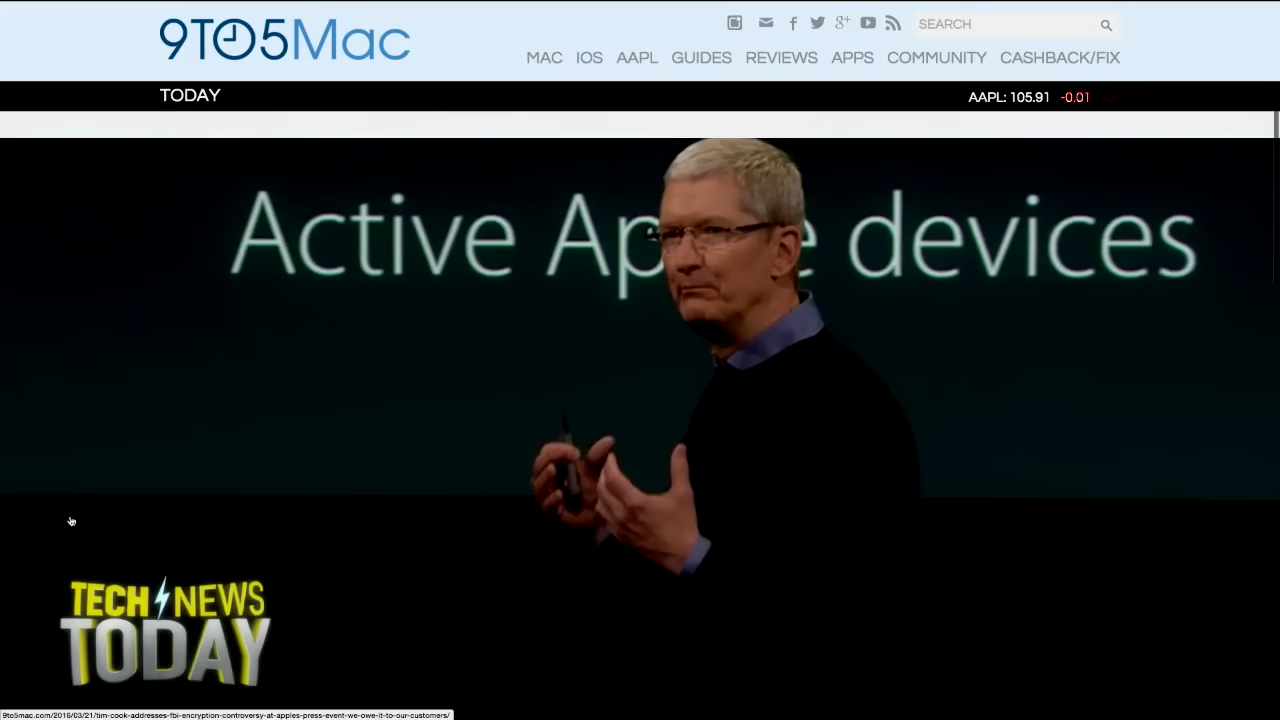 9TO5Mac
SEARCH
MAC IOS AAPL GUIDES REVIEWS APPS COMMUNITY CASHBACK/FIX
TODAY
AAPL: 105.91 -0.01
Active Ap e devices
TECH NEWS
TODAY
9to5mac.com/2016/03/21/tim-cook-addresses-fbi-encryption-controversy-at-apples-press-event-we-owe-it-to-our-customers/